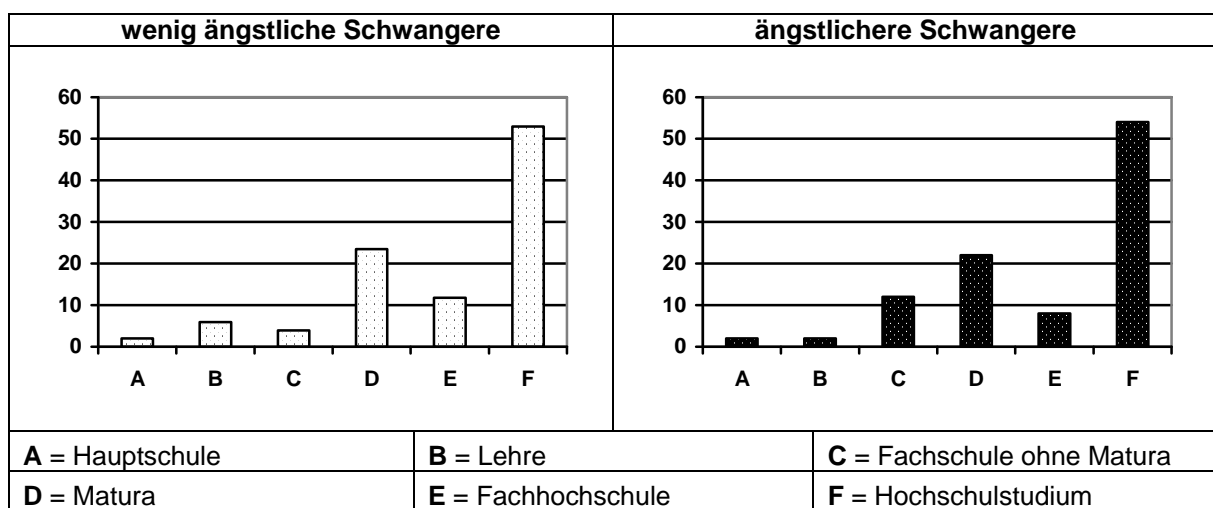 wenig ängstliche Schwangere ängstlichere Schwangere
60 60
50 50
40 40
30 30
20 20
10 10
0 0
A B C D E F A B C D E F
A = Hauptschule B = Lehre C = Fachschule ohne Matura
D = Matura E = Fachhochschule F = Hochschulstudium